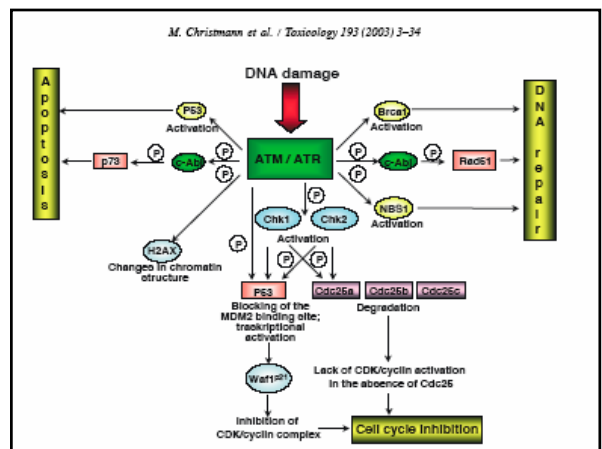 M. Christmann et al. / Toxicology 193 (2003) 3–34
DNA damage
Apoptosis
P53
Activation
Brca1
Activation
DNA repair
ATM / ATR
p73
P
c-Abl
P
P
P
P
c-Abl
P
Rad51
P
P
Chk1
Chk2
NBS1
Activation
H2AX
Changes in chromatin
structure
P
Activation
P
P
P53
Cdc25a
Cdc25b
Cdc25c
Blocking of the
MDM2 binding site;
transkriptional
activation
Degradation
Waf1p21
Lack of CDK/cyclin activation
in the absence of Cdc25
Inhibition of
CDK/cyclin complex
Cell cycle inhibition